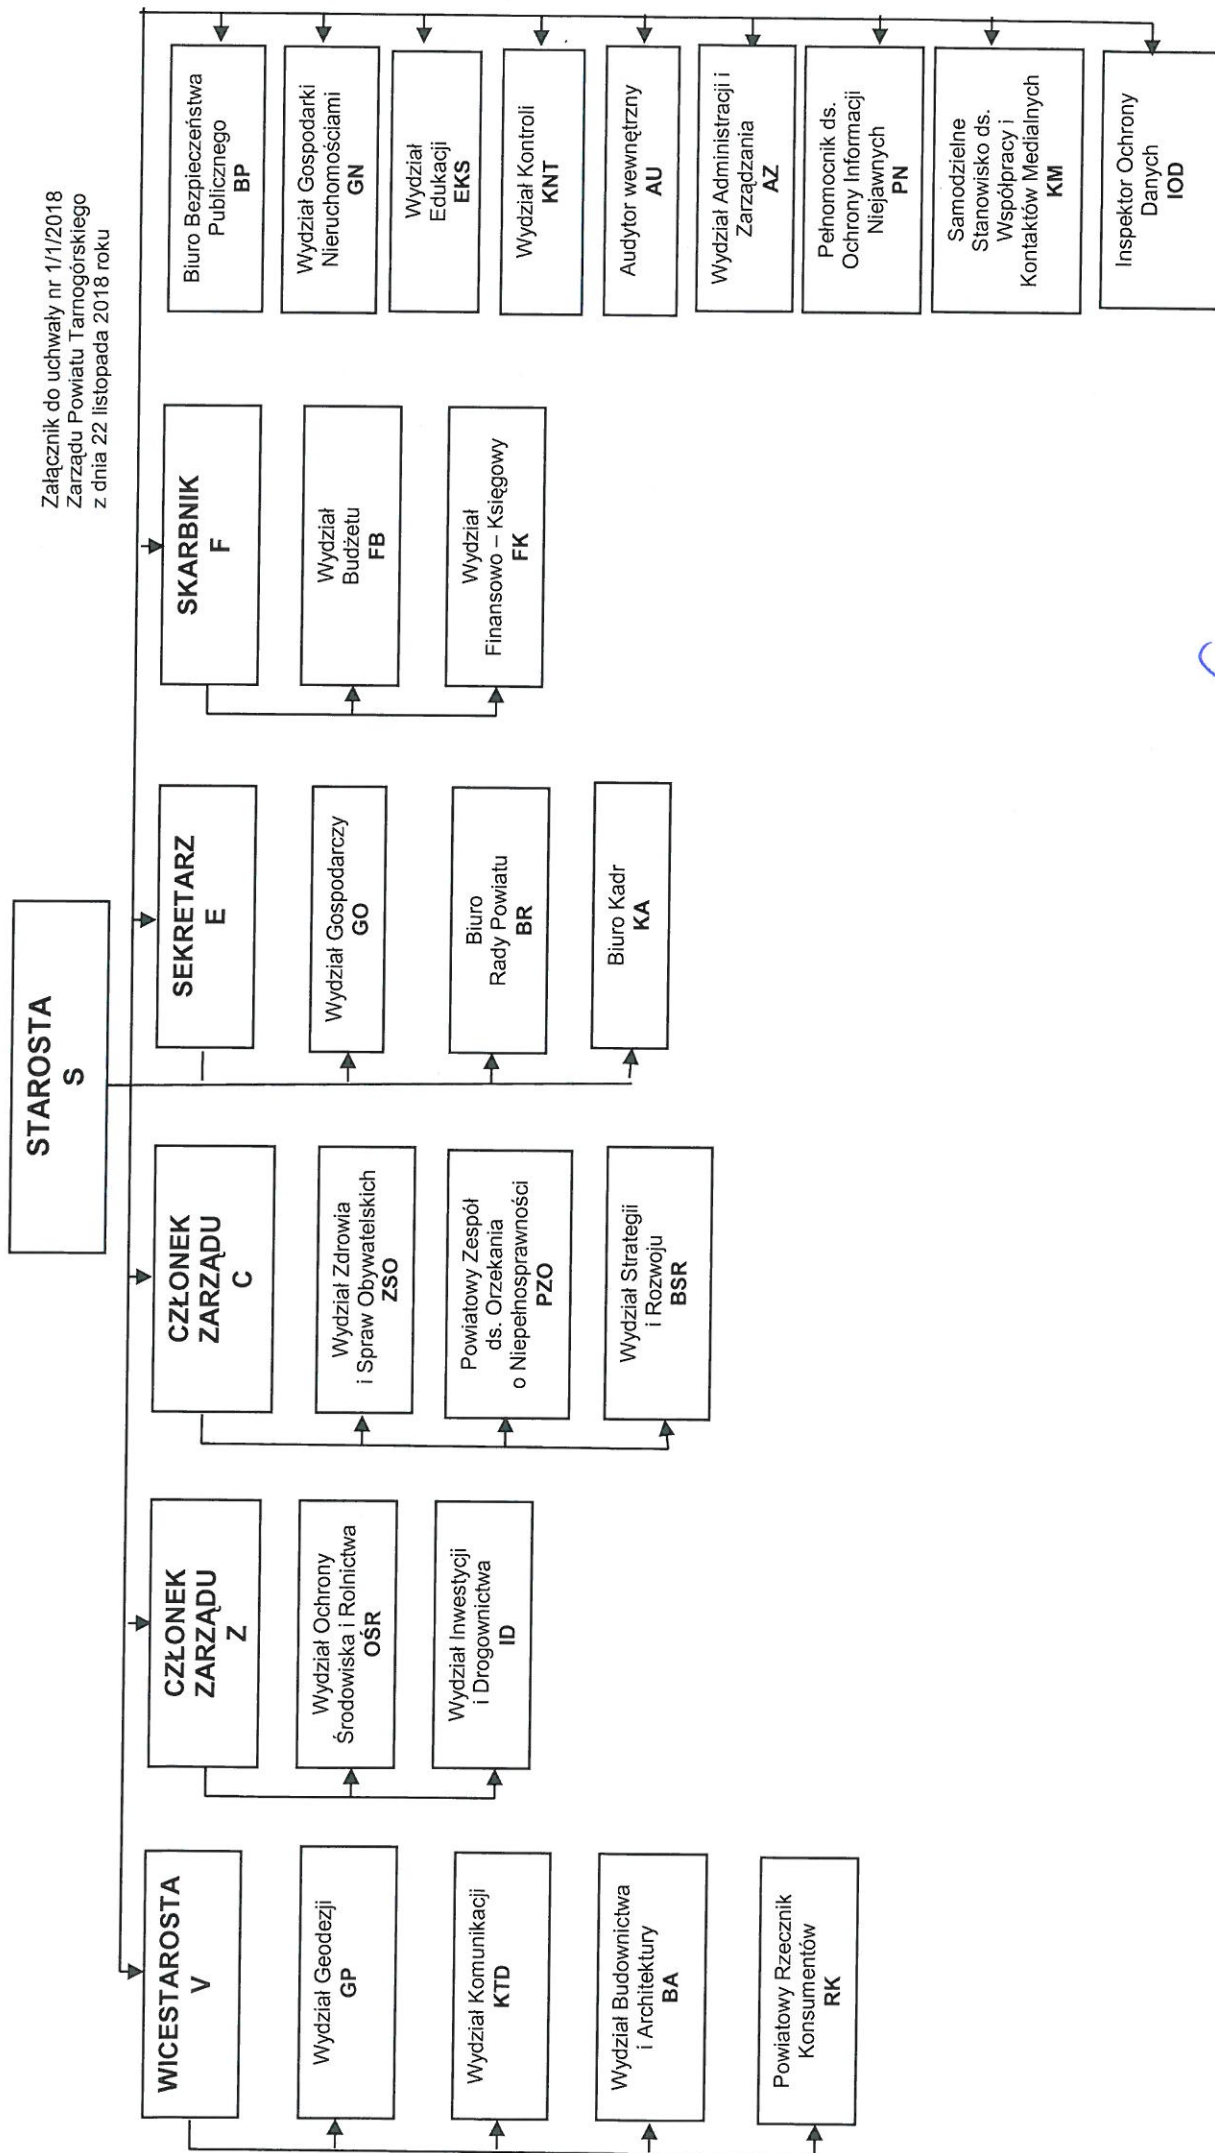 Załącznik do uchwały nr 1/1/2018
Zarządu Powiatu Tarnogórskiego
z dnia 22 listopada 2018 roku
STAROSTA
S
WICESTAROSTA
V
Wydział Geodezji
GP
Wydział Komunikacji
KTD
Wydział Budownictwa
i Architektury
BA
Powiatowy Rzecznik
Konsumentów
RK
CZŁONEK
ZARZĄDU
Z
Wydział Ochrony
Środowiska i Rolnictwa
OŚR
Wydział Inwestycji
i Drogownictwa
ID
CZŁONEK
ZARZĄDU
C
Wydział Zdrowia
i Spraw Obywatelskich
ZSO
Powiatowy Zespół
ds. Orzekania
o Niepełnosprawności
PZO
Wydział Strategii
i Rozwoju
BSR
SEKRETARZ
E
Wydział Gospodarczy
GO
Biuro
Rady Powiatu
BR
Biuro Kadr
KA
SKARBNIK
F
Wydział
Budżetu
FB
Wydział
Finansowo – Księgowy
FK
Biuro Bezpieczeństwa
Publicznego
BP
Wydział Gospodarki
Nieruchomościami
GN
Wydział
Edukacji
EKS
Wydział Kontroli
KNT
Audytor wewnętrzny
AU
Wydział Administracji i
Zarządzania
AZ
Pełnomocnik ds.
Ochrony Informacji
Niejawnych
PN
Samodzielne
Stanowisko ds.
Współpracy i
Kontaktów Medialnych
KM
Inspektor Ochrony
Danych
IOD